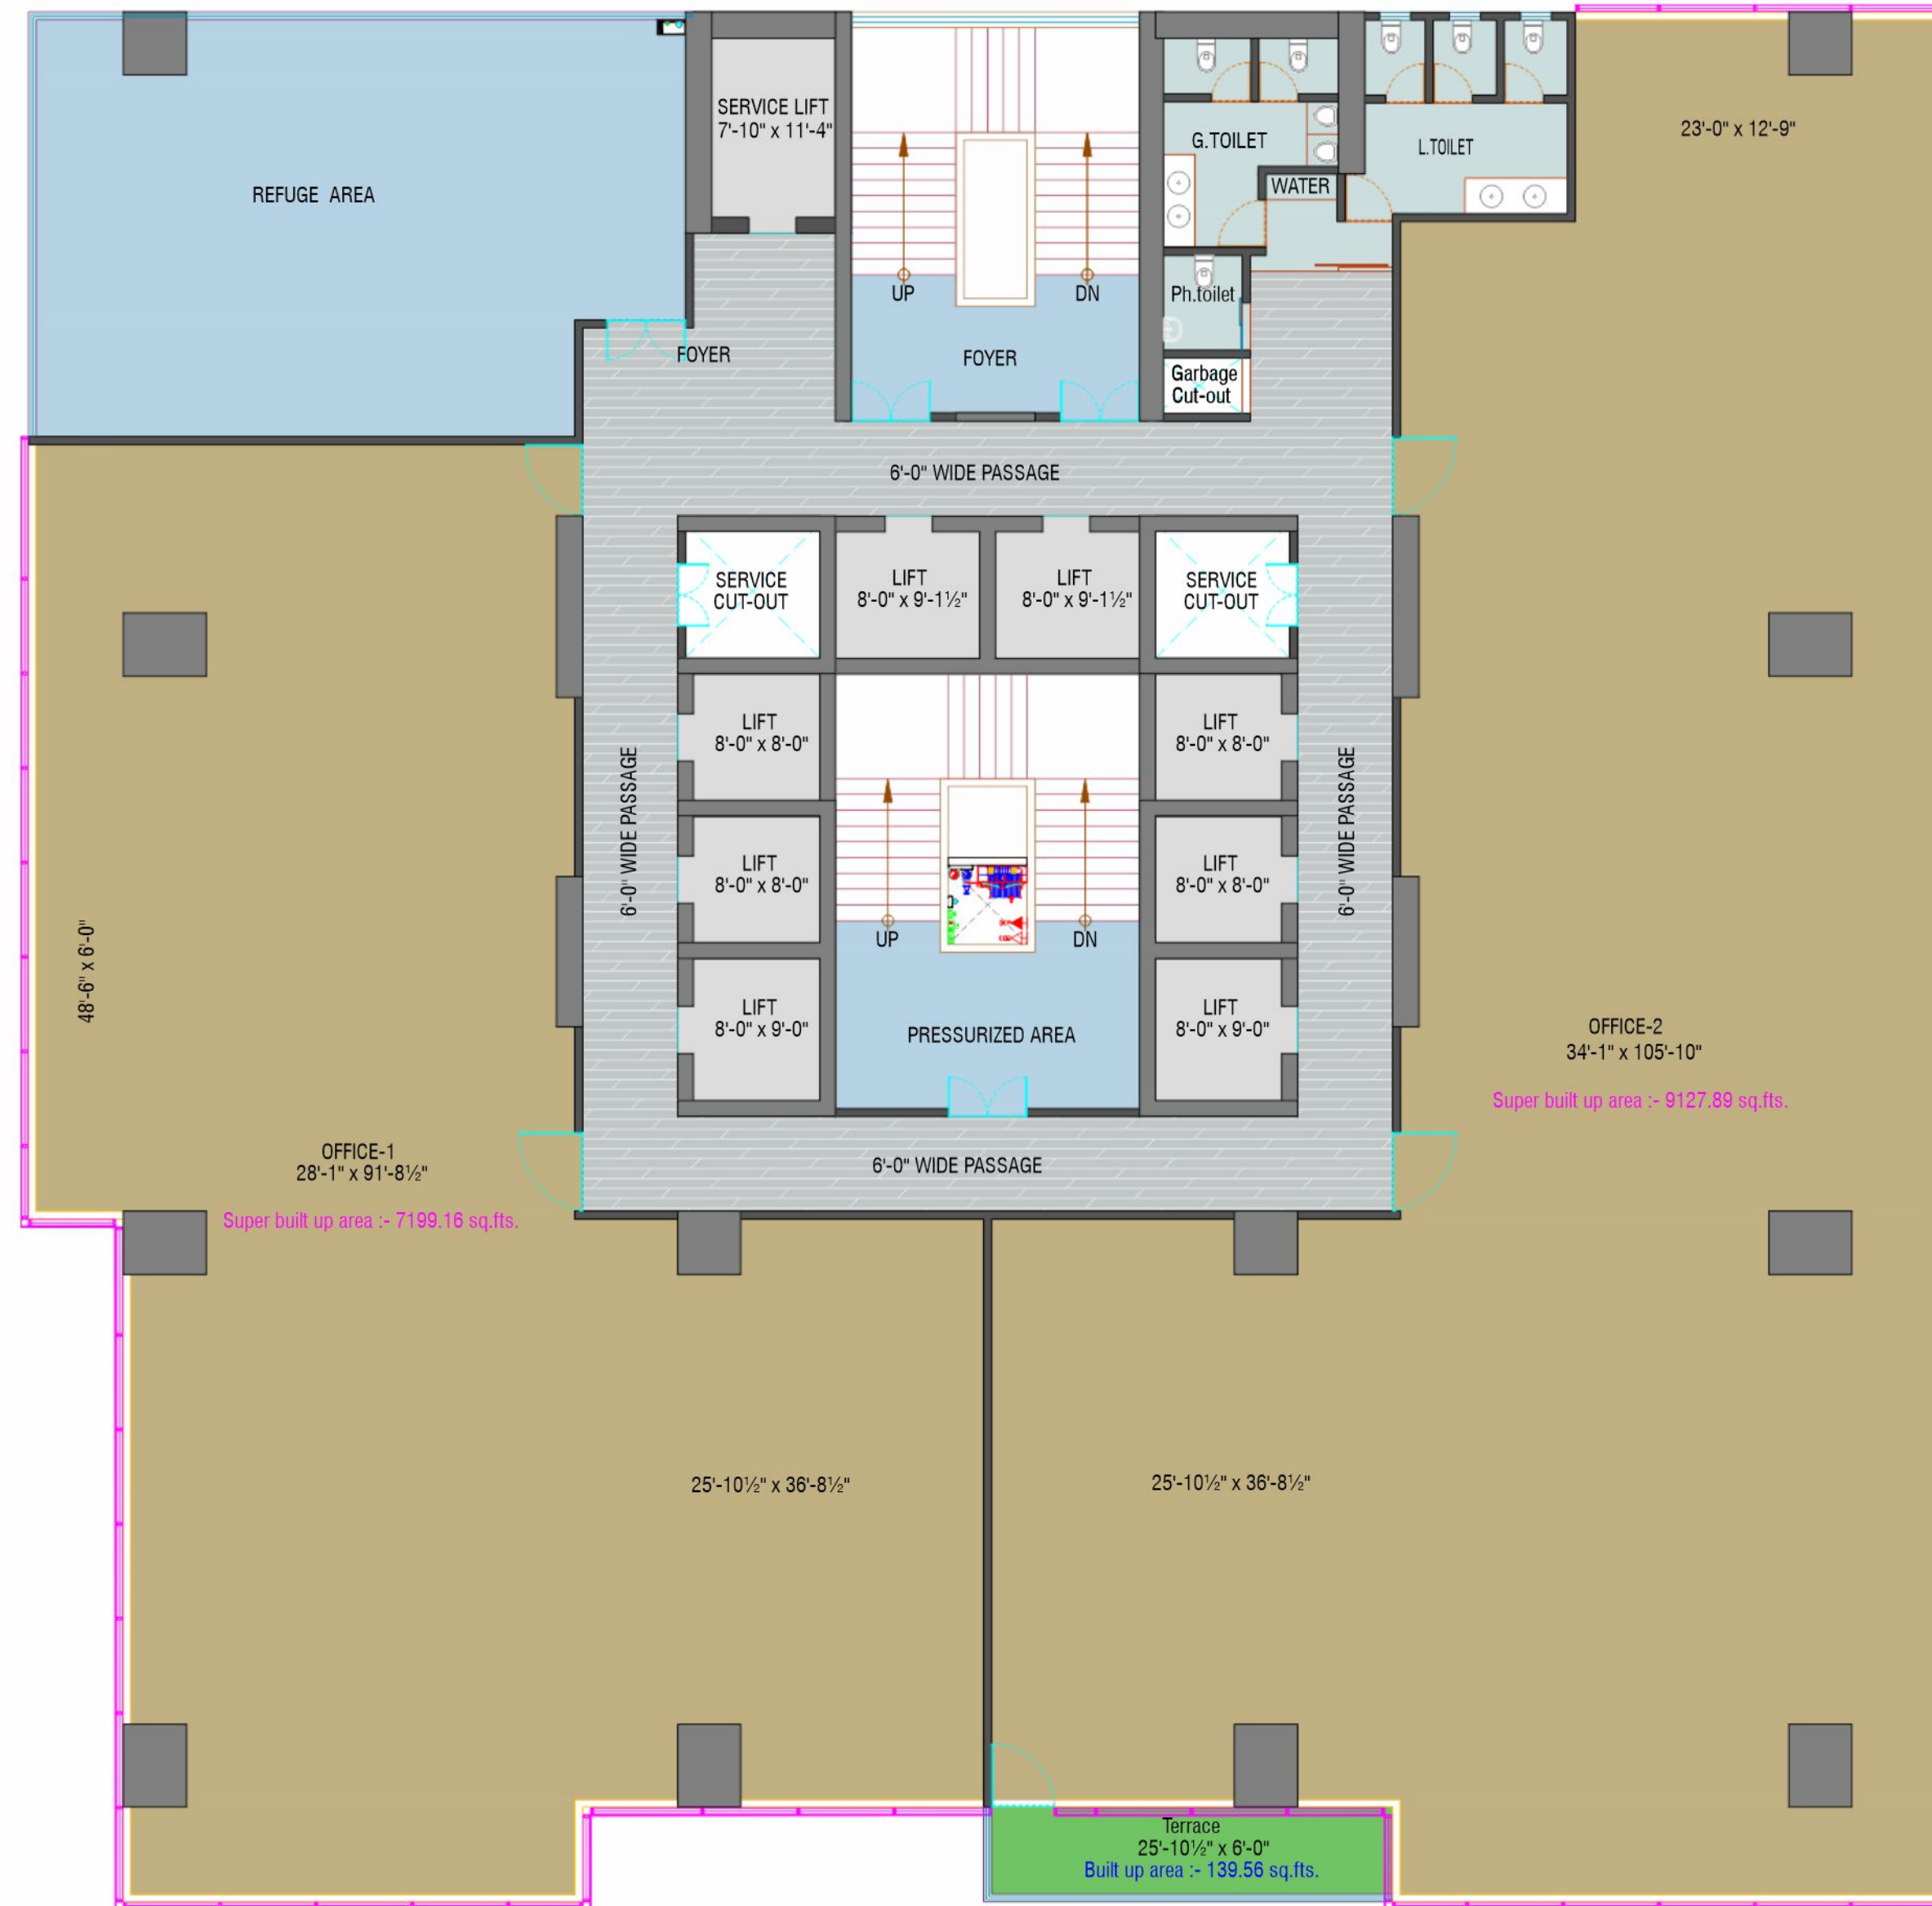 SERVICE LIFT
7'-10" x 11'-4"
REFUGE AREA
G.TOILET
L.TOILET
23'-0" x 12'-9"
WATER
UP
DN
Ph.toilet
FOYER
FOYER
Garbage
Cut-out
6'-0" WIDE PASSAGE
SERVICE
CUT-OUT
LIFT
8'-0" x 9'-1½"
LIFT
8'-0" x 9'-1½"
SERVICE
CUT-OUT
LIFT
8'-0" x 8'-0"
LIFT
8'-0" x 8'-0"
6'-0" WIDE PASSAGE
6'-0" WIDE PASSAGE
LIFT
8'-0" x 8'-0"
LIFT
8'-0" x 8'-0"
UP
DN
48'-6" x 6'-0"
LIFT
8'-0" x 9'-0"
PRESSURIZED AREA
LIFT
8'-0" x 9'-0"
OFFICE-2
34'-1" x 105'-10"
Super built up area :- 9127.89 sq.fts.
OFFICE-1
28'-1" x 91'-8½"
6'-0" WIDE PASSAGE
Super built up area :- 7199.16 sq.fts.
25'-10½" x 36'-8½"
25'-10½" x 36'-8½"
Terrace
25'-10½" x 6'-0"
Built up area :- 139.56 sq.fts.